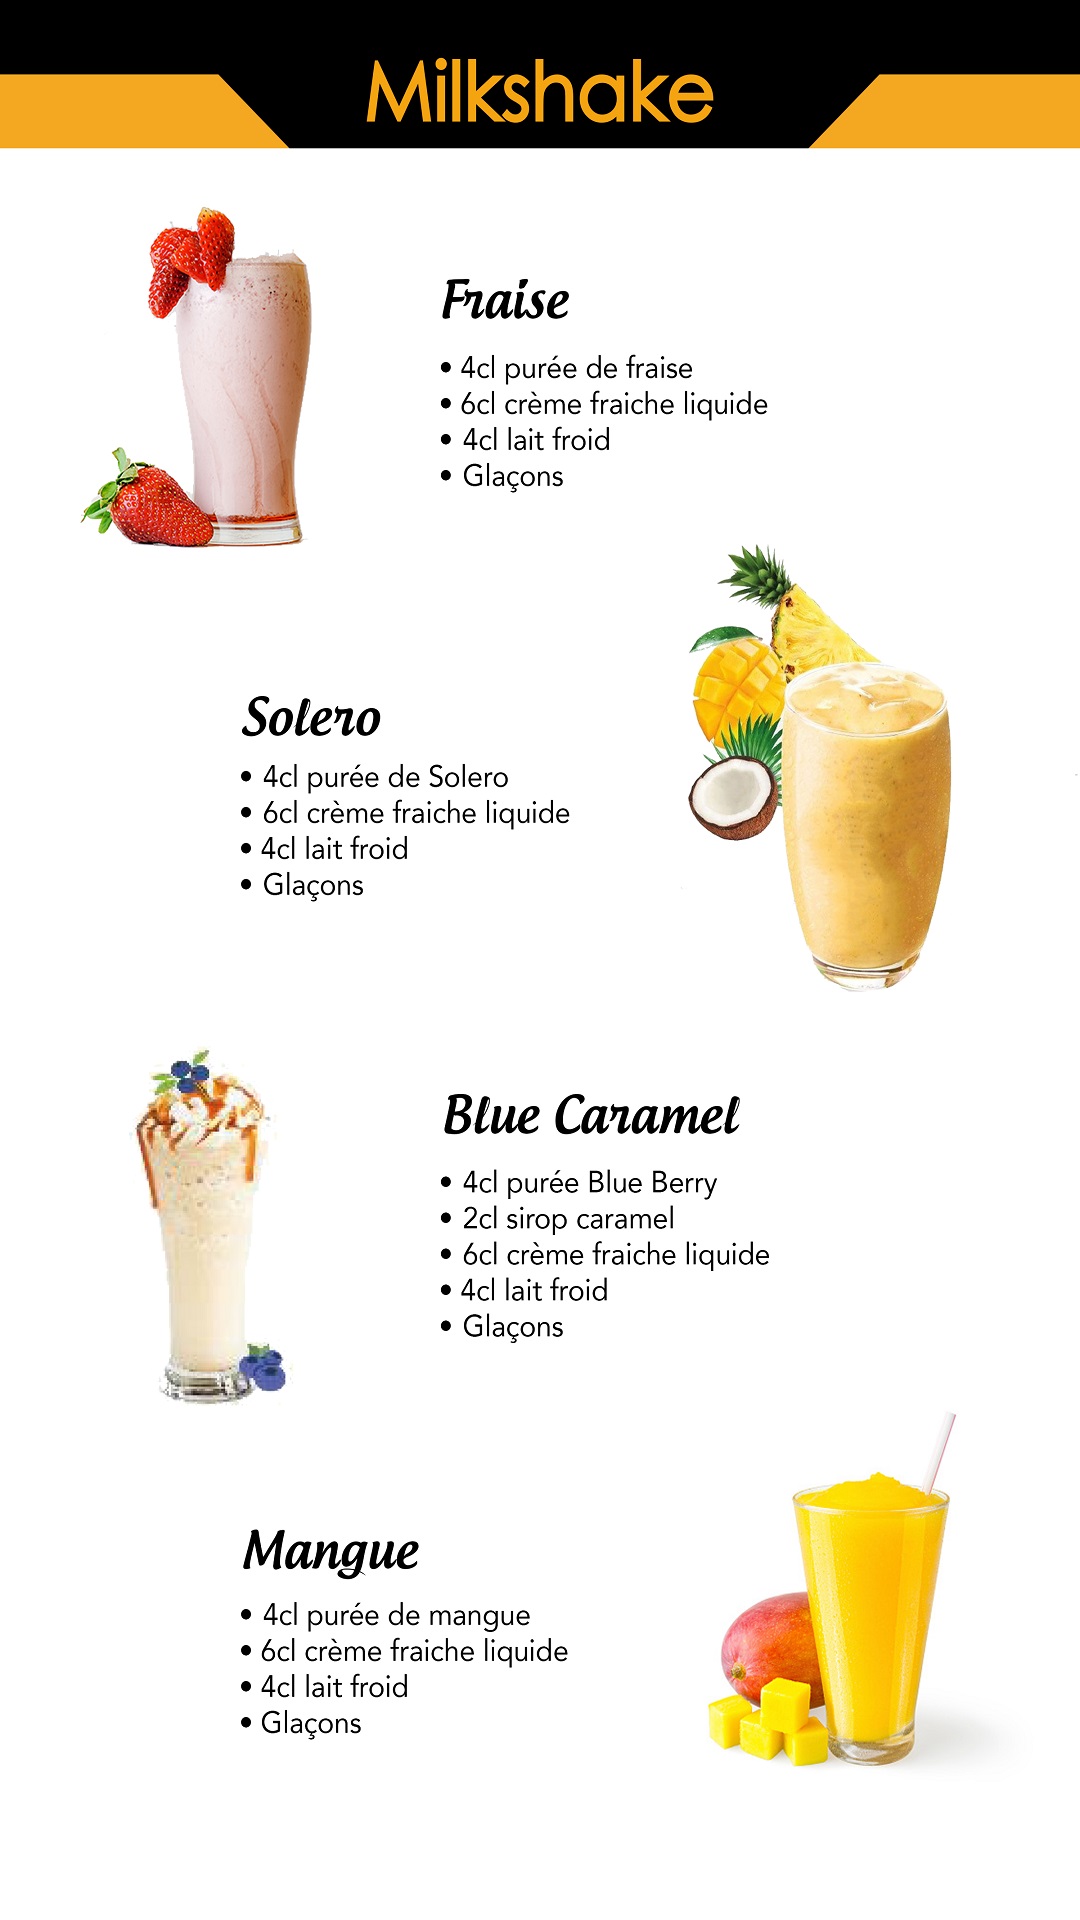 Milkshake
Fraise
• 4cl purée de fraise
• 6cl crème fraiche liquide
• 4cl lait froid
• Glaçons
Solero
• 4cl purée de Solero
• 6cl crème fraiche liquide
• 4cl lait froid
• Glaçons
Blue Caramel
• 4cl purée Blue Berry
• 2cl sirop caramel
• 6cl crème fraiche liquide
• 4cl lait froid
• Glaçons
Mangue
• 4cl purée de mangue
• 6cl crème fraiche liquide
• 4cl lait froid
• Glaçons